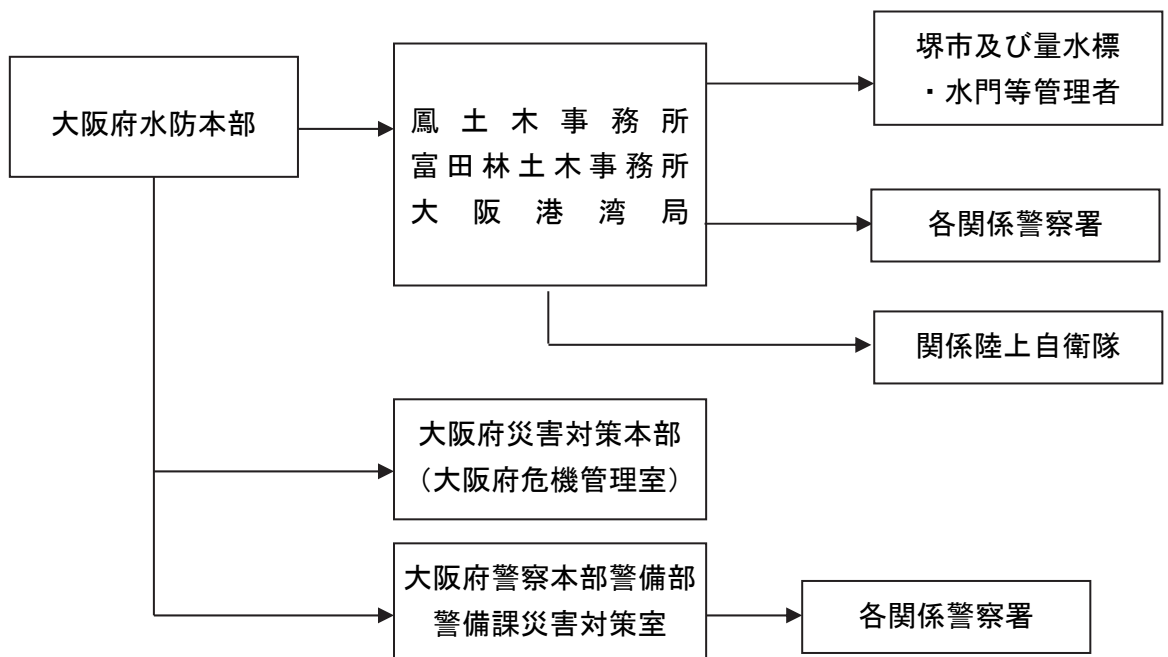 大阪府水防本部
鳳土木事務所
富田林土木事務所
大阪港湾局
堺市及び量水標
・水門等管理者
各関係警察署
関係陸上自衛隊
大阪府災害対策本部
（大阪府危機管理室）
大阪府警察本部警備部
警備課災害対策室
各関係警察署